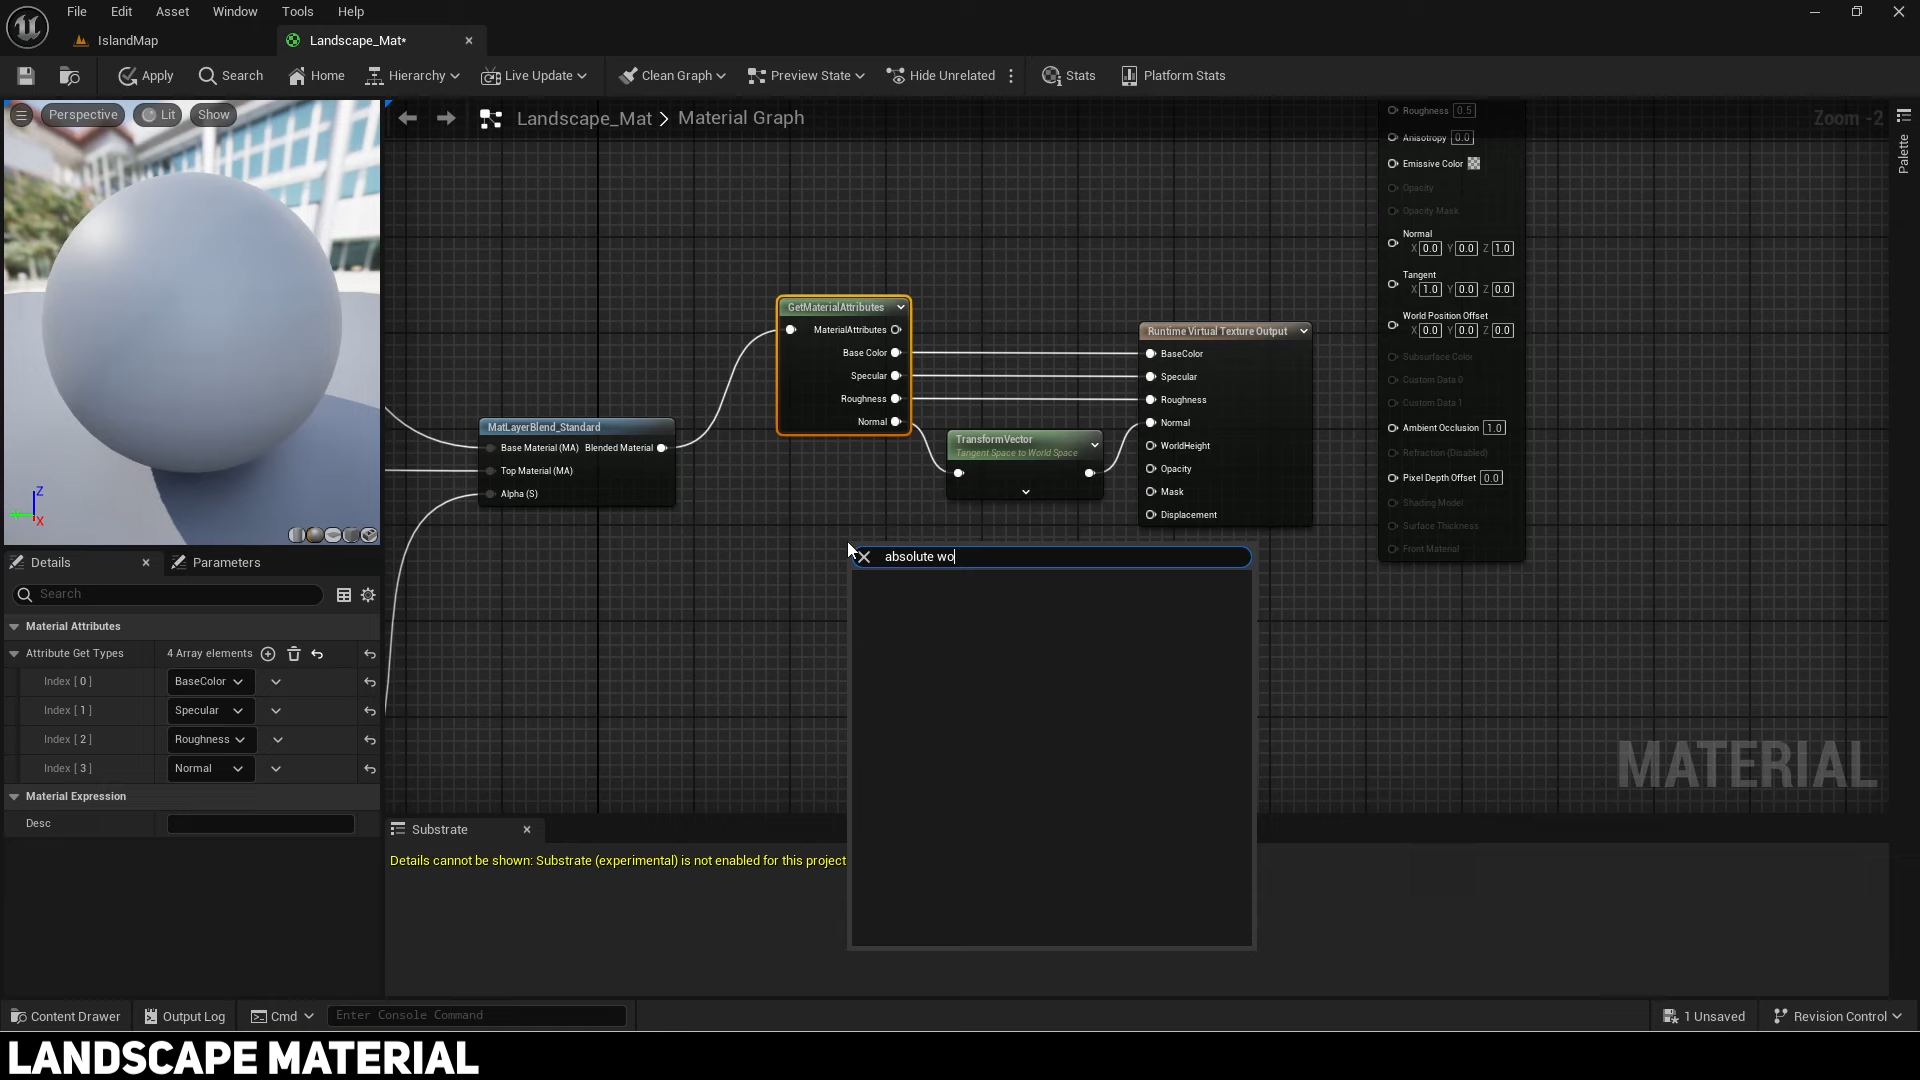 File Edit Asset Window Tools Help
IslandMap
Landscape_Mat*
Apply Search Home Hierarchy Live Update Clean Graph Preview State Hide Unrelated Stats Platform Stats
Perspective Lit Show
Landscape_Mat > Material Graph
Zoom -2
Palette
Roughness 0.5
Anisotropy 0.0
Emissive Color
Opacity
Opacity Mask
Normal
X 0.0 Y 0.0 Z 1.0
Tangent
X 1.0 Y 0.0 Z 0.0
World Position Offset
X 0.0 Y 0.0 Z 0.0
Subsurface Color
Custom Data 0
Custom Data 1
Ambient Occlusion 1.0
Refraction (Disabled)
Pixel Depth Offset 0.0
Shading Model
Surface Thickness
Front Material
GetMaterialAttributes
MaterialAttributes
Base Color
Specular
Roughness
Normal
Runtime Virtual Texture Output
BaseColor
Specular
Roughness
Normal
WorldHeight
Opacity
Mask
Displacement
TransformVector
Tangent Space to World Space
MatLayerBlend_Standard
Base Material (MA) Blended Material
Top Material (MA)
Alpha (S)
absolute wo
Z
X
Details
Parameters
Search
Material Attributes
Attribute Get Types 4 Array elements
Index [ 0 ] BaseColor
Index [ 1 ] Specular
Index [ 2 ] Roughness
Index [ 3 ] Normal
Material Expression
Desc
MATERIAL
Substrate
Details cannot be shown: Substrate (experimental) is not enabled for this project
Content Drawer Output Log Cmd Enter Console Command 1 Unsaved Revision Control
LANDSCAPE MATERIAL